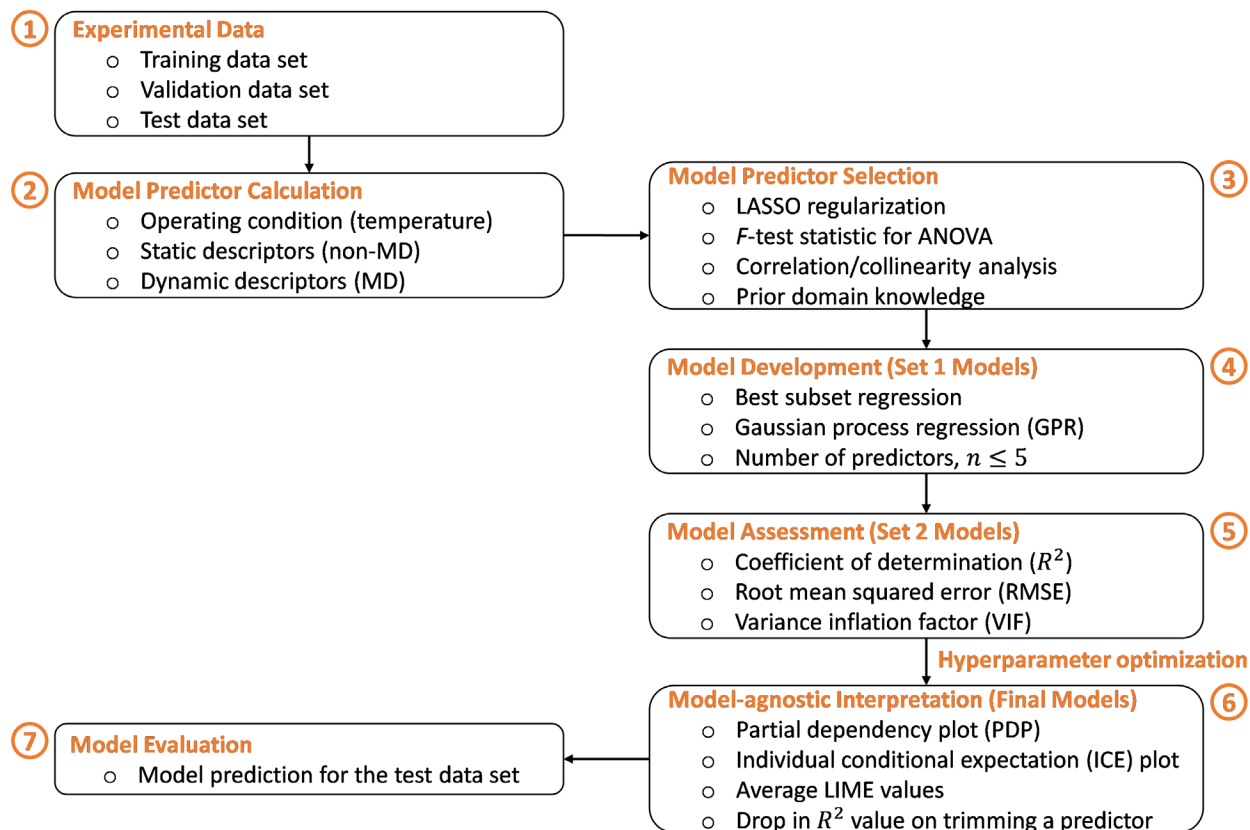 1
Experimental Data
○ Training data set
○ Validation data set
○ Test data set
2
Model Predictor Calculation
○ Operating condition (temperature)
○ Static descriptors (non-MD)
○ Dynamic descriptors (MD)
3
Model Predictor Selection
○ LASSO regularization
○ F-test statistic for ANOVA
○ Correlation/collinearity analysis
○ Prior domain knowledge
4
Model Development (Set 1 Models)
○ Best subset regression
○ Gaussian process regression (GPR)
○ Number of predictors, n ≤ 5
5
Model Assessment (Set 2 Models)
○ Coefficient of determination (R²)
○ Root mean squared error (RMSE)
○ Variance inflation factor (VIF)
Hyperparameter optimization
6
Model-agnostic Interpretation (Final Models)
○ Partial dependency plot (PDP)
○ Individual conditional expectation (ICE) plot
○ Average LIME values
○ Drop in R² value on trimming a predictor
7
Model Evaluation
○ Model prediction for the test data set